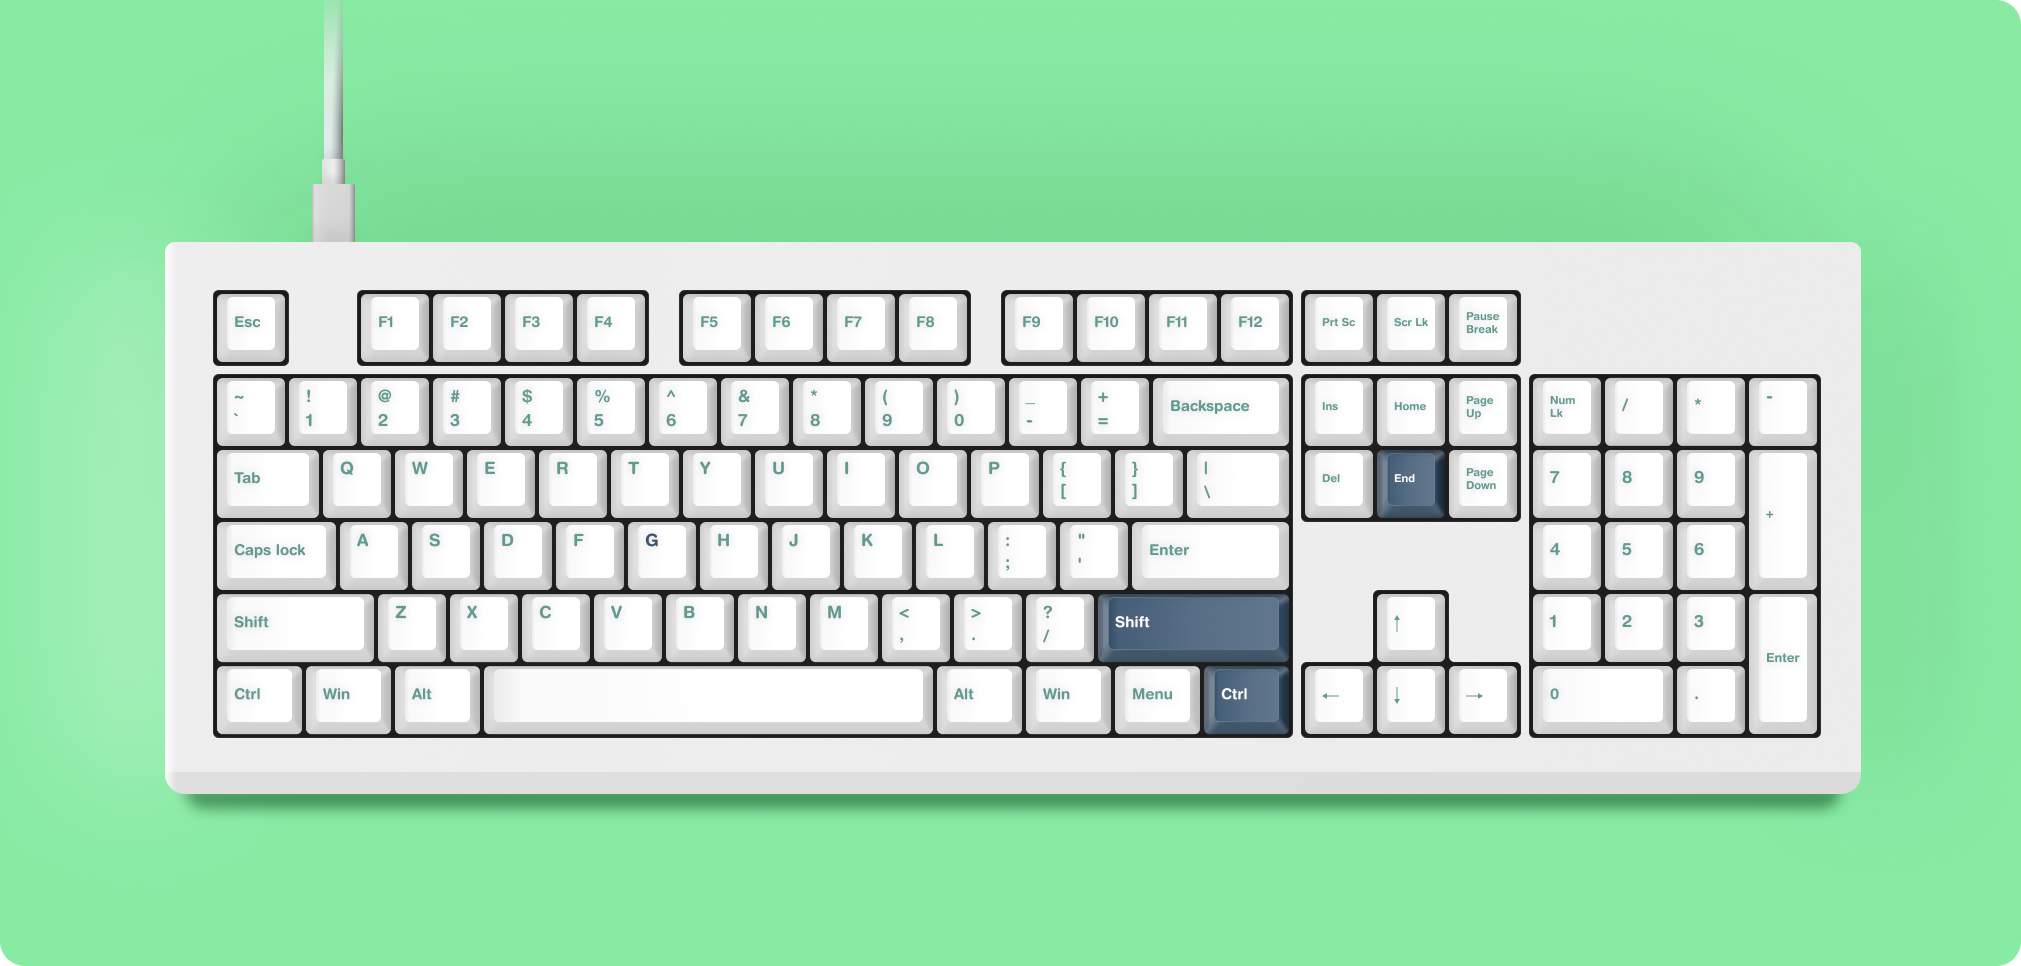 Esc F1 F2 F3 F4 F5 F6 F7 F8 F9 F10 F11 F12 Prt Sc Scr Lk Pause
Break
~ ! @ # $ % ^ & * ( ) _ +
` 1 2 3 4 5 6 7 8 9 0 - = Backspace Ins Home Page
Up Num
Lk / * -
Tab Q W E R T Y U I O P { } |
[ ] \ Del End Page
Down 7 8 9 +
Caps lock A S D F G H J K L : "
; ' Enter 4 5 6
Shift Z X C V B N M < > ?
, . / Shift ↑ 1 2 3 Enter
Ctrl Win Alt Alt Win Menu Ctrl ← ↓ → 0 .